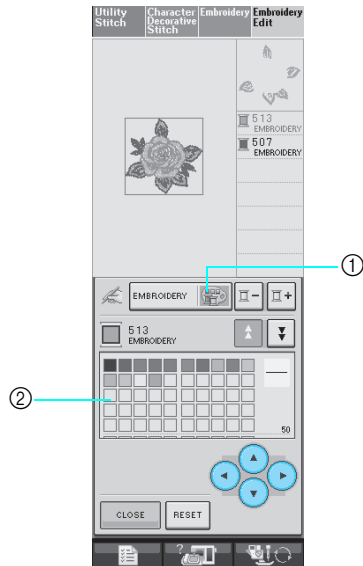 Utility
Stitch
Character
Decorative
Stitch
Embroidery
Embroidery
Edit
513
EMBROIDERY
507
EMBROIDERY
①
EMBROIDERY
- +
513
EMBROIDERY
②
50
CLOSE
RESET
?